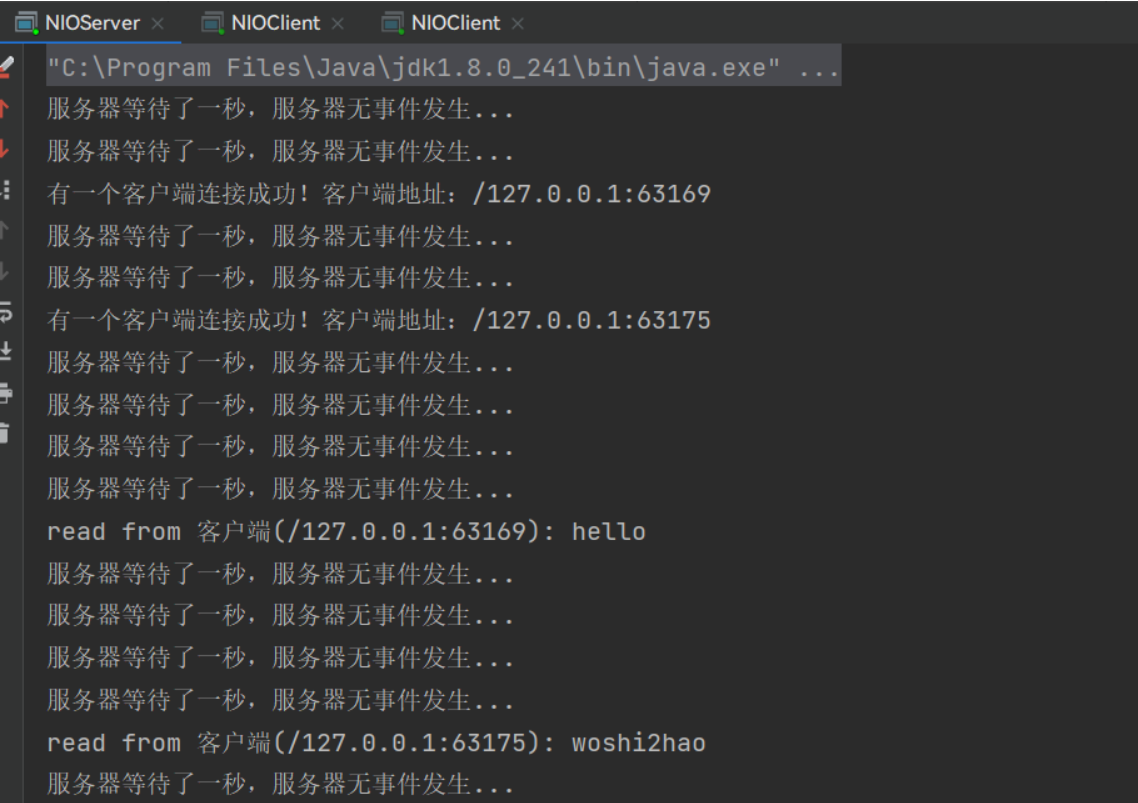 NIOServer NIOClient NIOClient
"C:\Program Files\Java\jdk1.8.0_241\bin\java.exe" ...
服务器等待了一秒，服务器无事件发生...
服务器等待了一秒，服务器无事件发生...
有一个客户端连接成功！客户端地址：/127.0.0.1:63169
服务器等待了一秒，服务器无事件发生...
服务器等待了一秒，服务器无事件发生...
有一个客户端连接成功！客户端地址：/127.0.0.1:63175
服务器等待了一秒，服务器无事件发生...
服务器等待了一秒，服务器无事件发生...
服务器等待了一秒，服务器无事件发生...
服务器等待了一秒，服务器无事件发生...
read from 客户端(/127.0.0.1:63169): hello
服务器等待了一秒，服务器无事件发生...
服务器等待了一秒，服务器无事件发生...
服务器等待了一秒，服务器无事件发生...
服务器等待了一秒，服务器无事件发生...
read from 客户端(/127.0.0.1:63175): woshi2hao
服务器等待了一秒，服务器无事件发生...